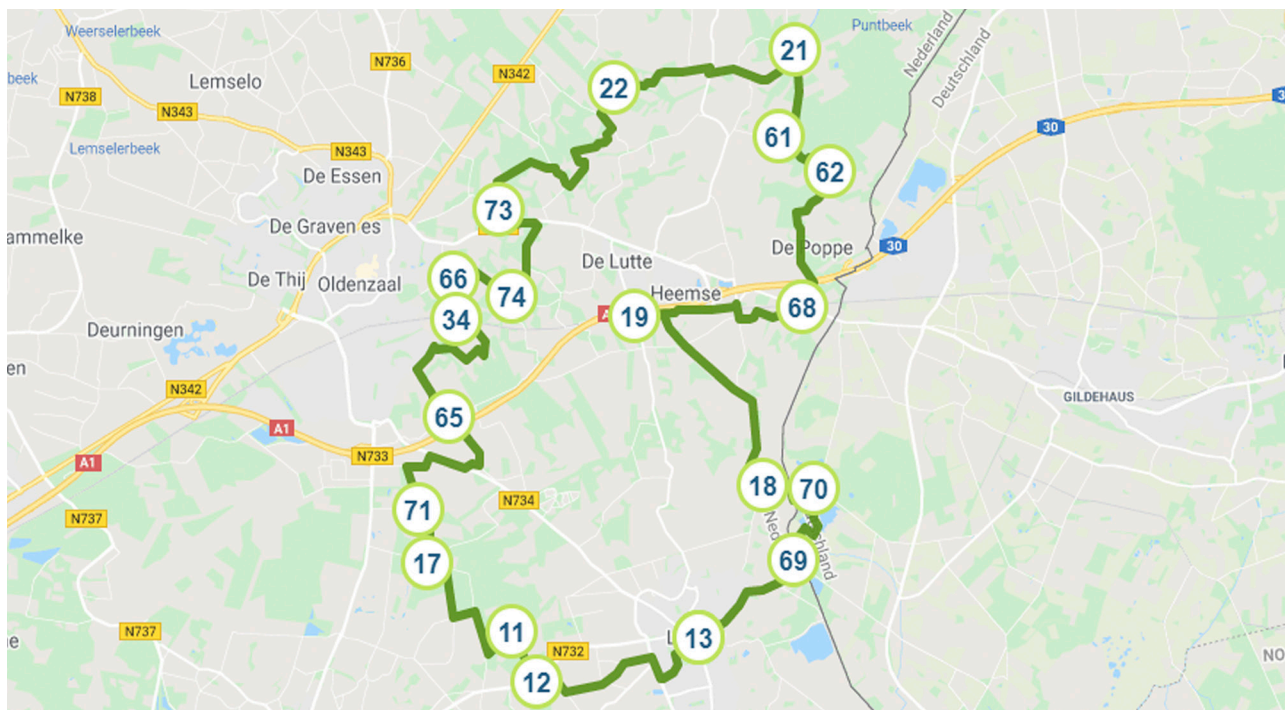 Weerselerbeek
Puntbeek
21
Nederland
Deutschland
N736
Lemselo
N342
22
beek
N738
N343
30
Lemselerbeek
N343
61
De Essen
62
73
De Graven es
ammelke
De Lutte
De Poppe
30
De Thij
Oldenzaal
66
74
Heemse
68
34
19
Deurningen
en
N342
GILDEHAUS
65
A1
N733
A1
18
70
71
N734
N737
17
69
11
13
N737
N732
12
NO